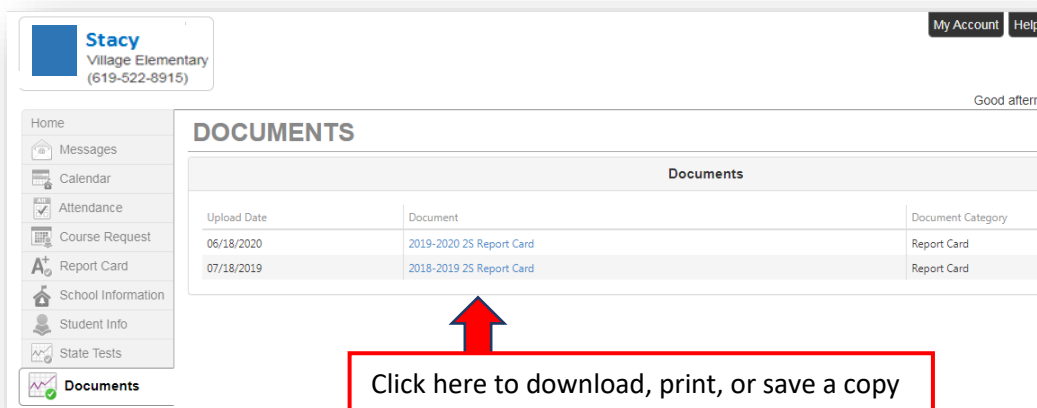 Stacy
Village Elementary
(619-522-8915)
My Account Help
Good aftern
Home
Messages
Calendar
Attendance
Course Request
Report Card
School Information
Student Info
State Tests
Documents
DOCUMENTS
Documents
Upload Date Document Document Category
06/18/2020 2019-2020 2S Report Card Report Card
07/18/2019 2018-2019 2S Report Card Report Card
Click here to download, print, or save a copy